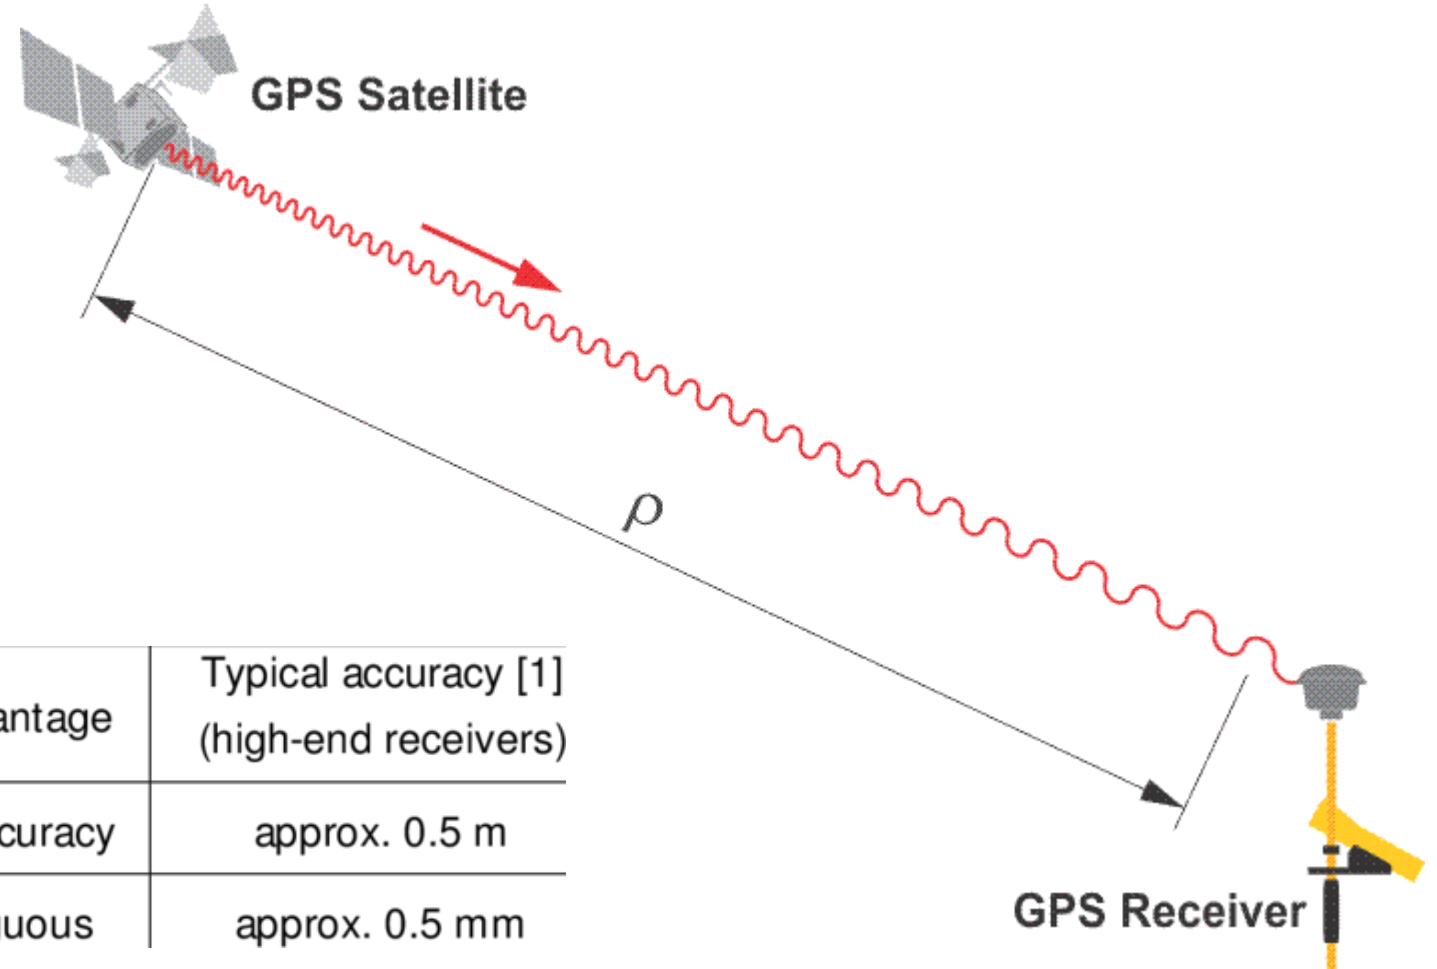 GPS Satellite
ρ
antage
Typical accuracy [1]
(high-end receivers)
curacy
approx. 0.5 m
uous
approx. 0.5 mm
GPS Receiver